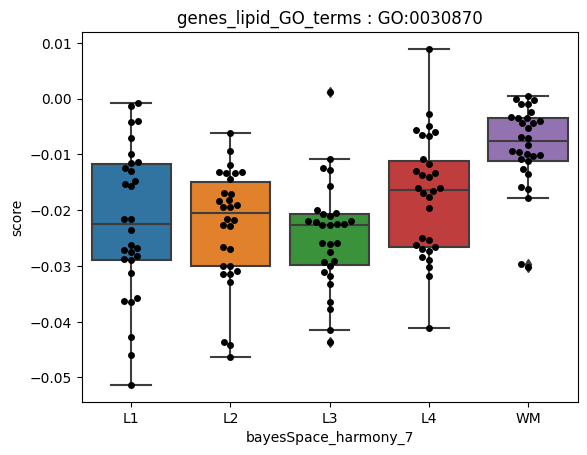 genes_lipid_GO_terms : GO:0030870
0.01
0.00
−0.01
−0.02
−0.03
−0.04
−0.05
score
L1 L2 L3 L4 WM
bayesSpace_harmony_7